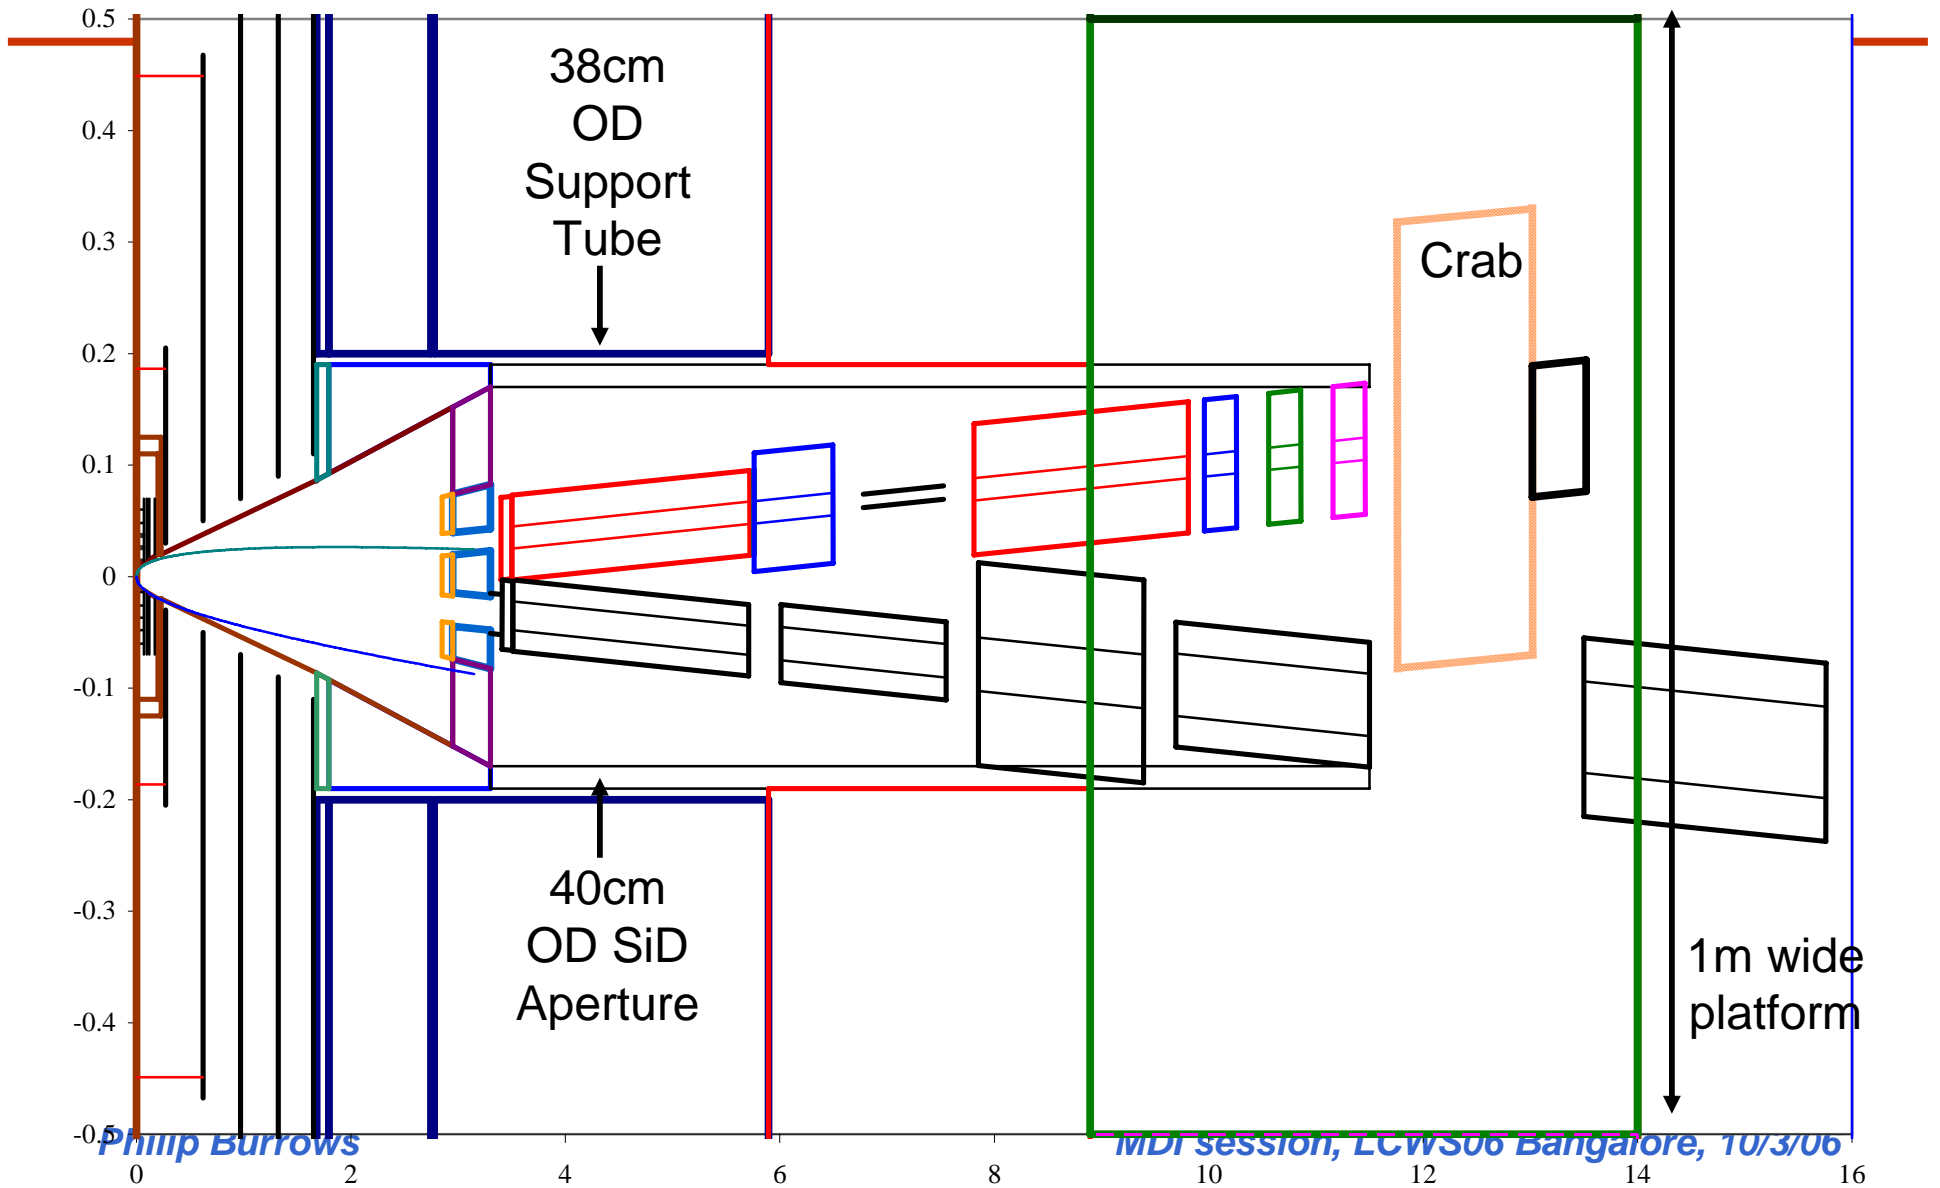 0.5
0.4
0.3
0.2
0.1
0
-0.1
-0.2
-0.3
-0.4
-0.5
38cm
OD
Support
Tube
Crab
40cm
OD SiD
Aperture
1m wide
platform
Philip Burrows
MDI session, LCWS06 Bangalore, 10/3/06
0 2 4 6 8 10 12 14 16